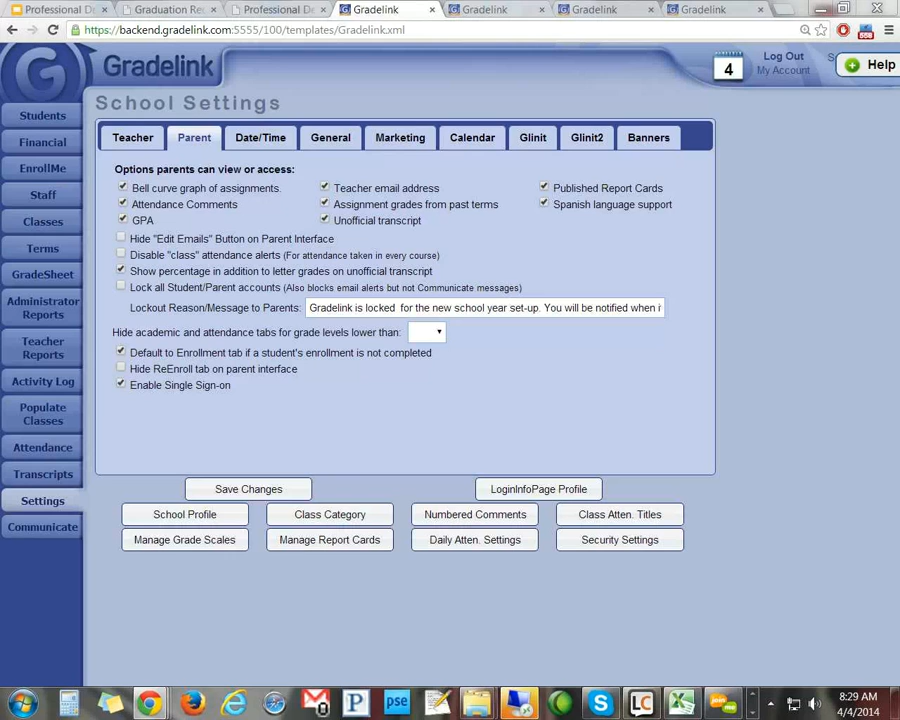 Professional D
Graduation Re
Professional D
Gradelink
Gradelink
Gradelink
Gradelink
https://backend.gradelink.com:5555/100/templates/Gradelink.xml
558
G Gradelink
4
Log Out
My Account
S
Help
School Settings
Students
Financial
EnrollMe
Staff
Classes
Terms
GradeSheet
Administrator
Reports
Teacher
Reports
Activity Log
Populate
Classes
Attendance
Transcripts
Settings
Communicate
Teacher Parent Date/Time General Marketing Calendar Glinit Glinit2 Banners
Options parents can view or access:
Bell curve graph of assignments. Teacher email address Published Report Cards
Attendance Comments Assignment grades from past terms Spanish language support
GPA Unofficial transcript
Hide "Edit Emails" Button on Parent Interface
Disable "class" attendance alerts (For attendance taken in every course)
Show percentage in addition to letter grades on unofficial transcript
Lock all Student/Parent accounts (Also blocks email alerts but not Communicate messages)
Lockout Reason/Message to Parents: Gradelink is locked for the new school year set-up. You will be notified when i
Hide academic and attendance tabs for grade levels lower than:
Default to Enrollment tab if a student's enrollment is not completed
Hide ReEnroll tab on parent interface
Enable Single Sign-on
Save Changes LoginInfoPage Profile
School Profile Class Category Numbered Comments Class Atten. Titles
Manage Grade Scales Manage Report Cards Daily Atten. Settings Security Settings
P pse S LC
8:29 AM
4/4/2014